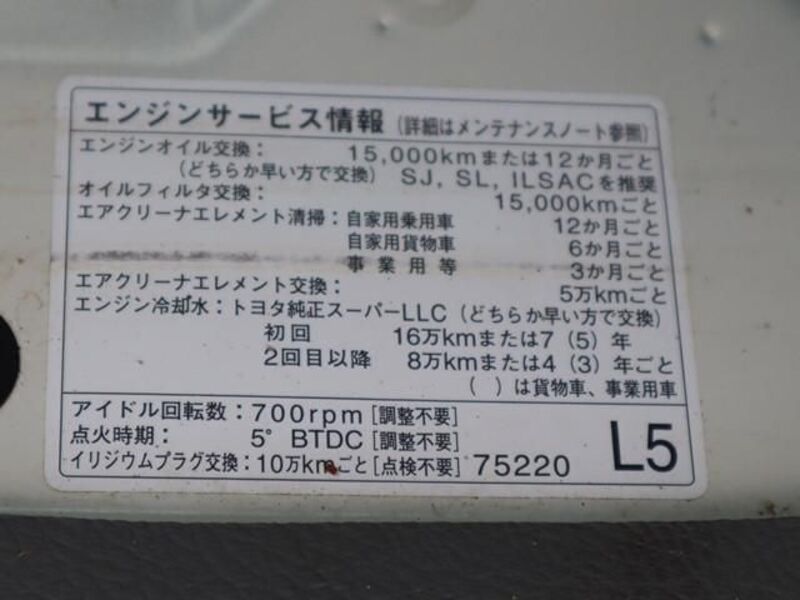 エンジンサービス情報（詳細はメンテナンスノート参照）
エンジンオイル交換： 15,000kmまたは12か月ごと
（どちらか早い方で交換） SJ, SL, ILSACを推奨
オイルフィルタ交換： 15,000kmごと
エアクリーナエレメント清掃：自家用乗用車 12か月ごと
自家用貨物車 6か月ごと
事業用等 3か月ごと
エアクリーナエレメント交換： 5万kmごと
エンジン冷却水：トヨタ純正スーパーLLC（どちらか早い方で交換）
初回 16万kmまたは7（5）年
2回目以降 8万kmまたは4（3）年ごと
（ ）は貨物車、事業用車
アイドル回転数：700rpm［調整不要］
点火時期： 5° BTDC［調整不要］
イリジウムプラグ交換：10万kmごと［点検不要］75220
L5